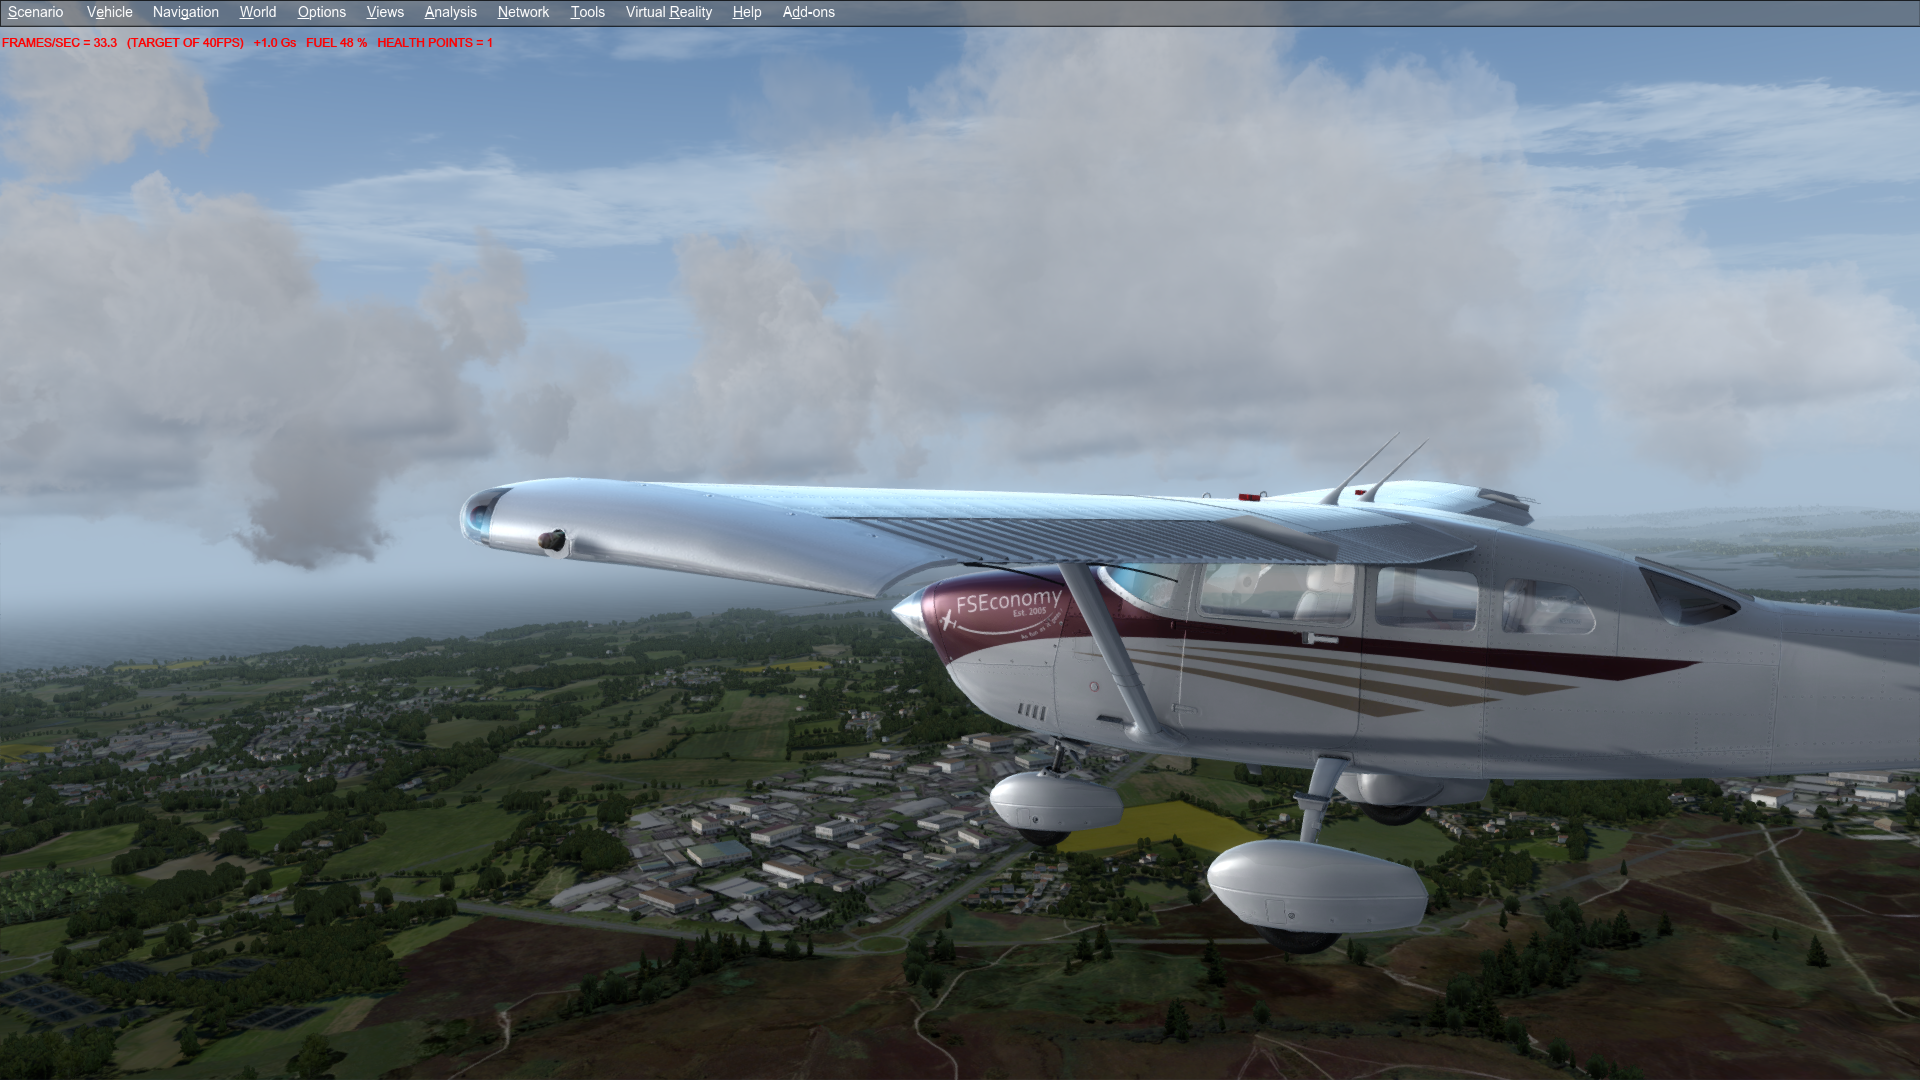 Scenario Vehicle Navigation World Options Views Analysis Network Tools Virtual Reality Help Add-ons
FRAMES/SEC = 33.3 (TARGET OF 40FPS) +1.0 Gs FUEL 48 % HEALTH POINTS = 1
FSEconomy
Est. 2005